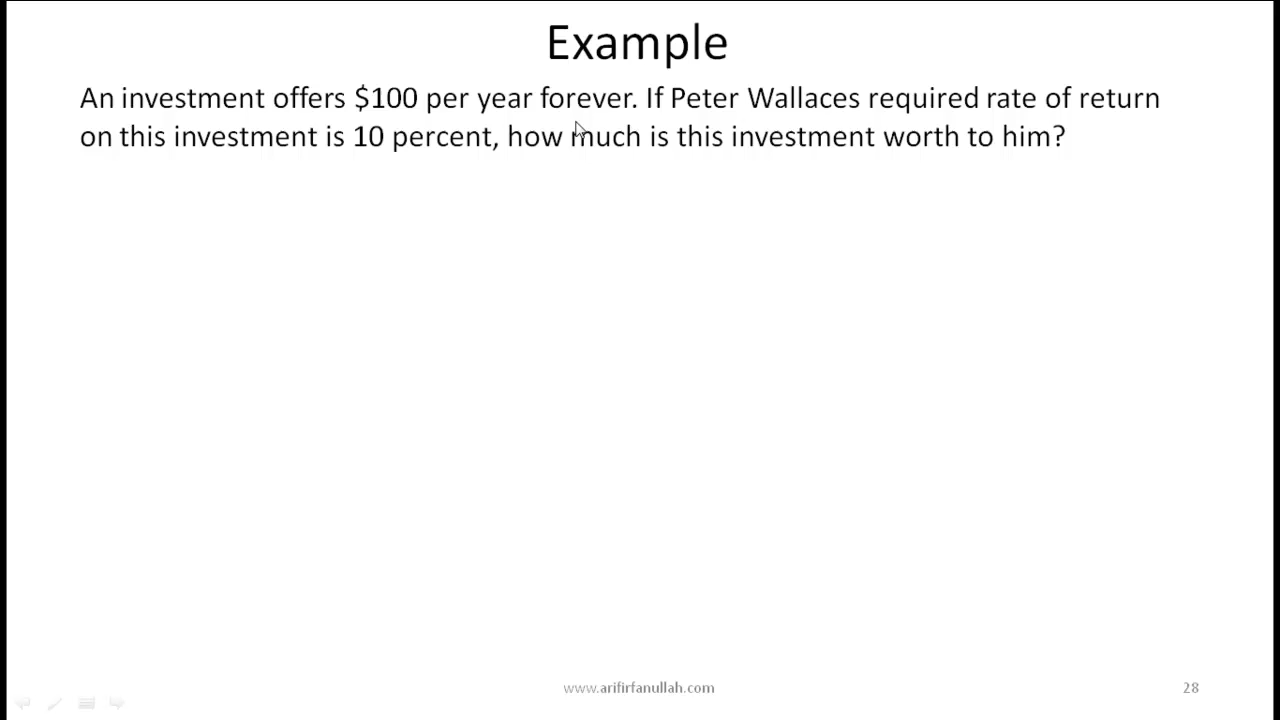 Example
An investment offers $100 per year forever. If Peter Wallaces required rate of return
on this investment is 10 percent, how much is this investment worth to him?
www.arifirfanullah.com
28